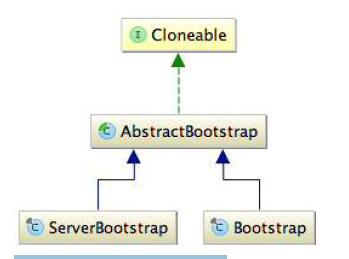 I Cloneable
C AbstractBootstrap
C ServerBootstrap
C Bootstrap